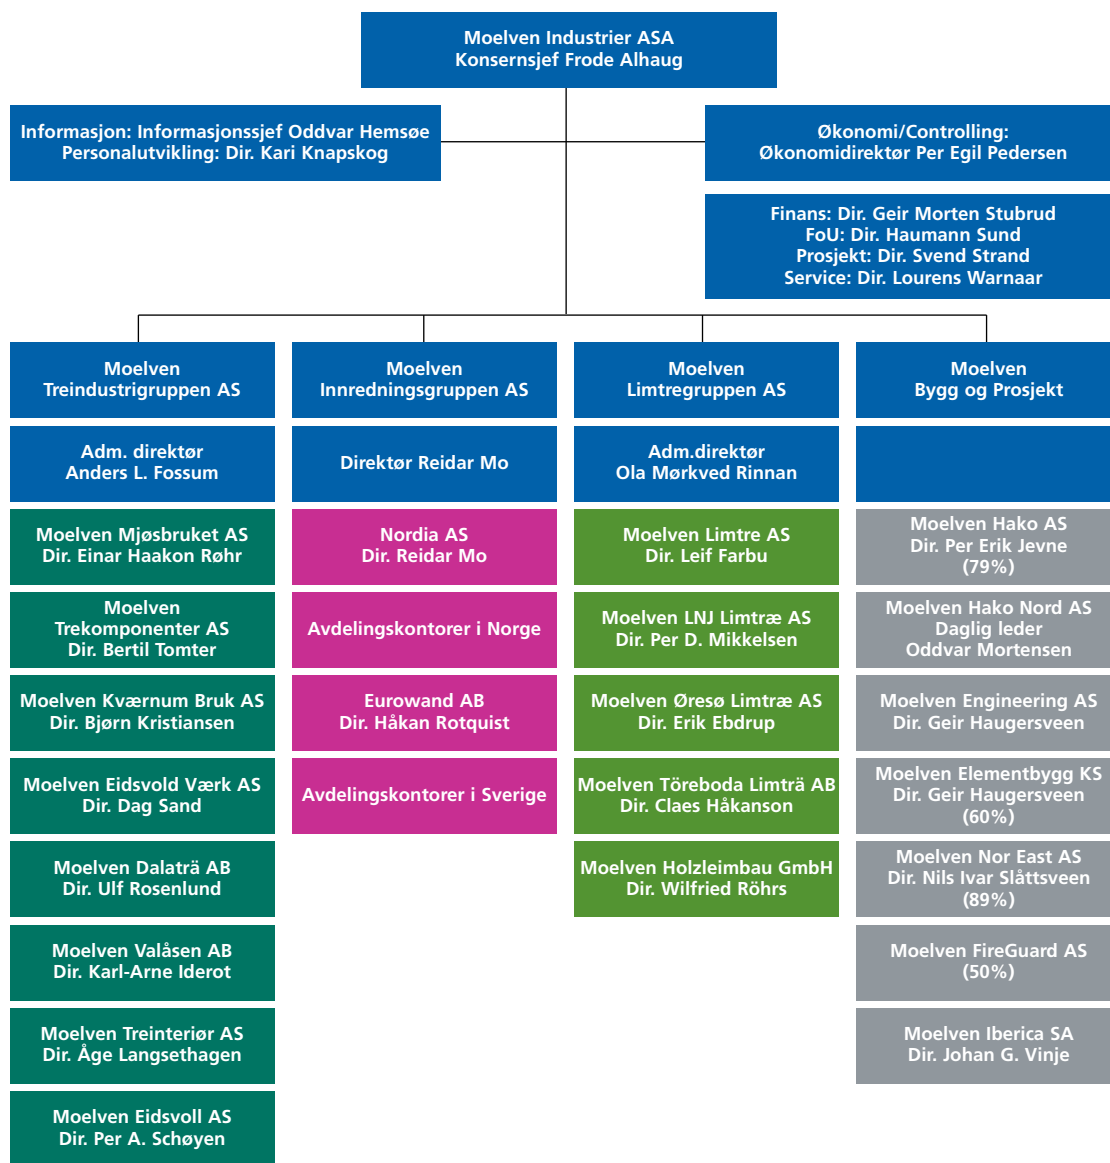 Moelven Industrier ASA
Konsernsjef Frode Alhaug
Informasjon: Informasjonssjef Oddvar Hemsøe
Personalutvikling: Dir. Kari Knapskog
Økonomi/Controlling:
Økonomidirektør Per Egil Pedersen
Finans: Dir. Geir Morten Stubrud
FoU: Dir. Haumann Sund
Prosjekt: Dir. Svend Strand
Service: Dir. Lourens Warnaar
Moelven
Treindustrigruppen AS
Adm. direktør
Anders L. Fossum
Moelven Mjøsbruket AS
Dir. Einar Haakon Røhr
Moelven
Trekomponenter AS
Dir. Bertil Tomter
Moelven Kværnum Bruk AS
Dir. Bjørn Kristiansen
Moelven Eidsvold Værk AS
Dir. Dag Sand
Moelven Dalaträ AB
Dir. Ulf Rosenlund
Moelven Valåsen AB
Dir. Karl-Arne Iderot
Moelven Treinteriør AS
Dir. Åge Langsethagen
Moelven Eidsvoll AS
Dir. Per A. Schøyen
Moelven
Innredningsgruppen AS
Direktør Reidar Mo
Nordia AS
Dir. Reidar Mo
Avdelingskontorer i Norge
Eurowand AB
Dir. Håkan Rotquist
Avdelingskontorer i Sverige
Moelven
Limtregruppen AS
Adm.direktør
Ola Mørkved Rinnan
Moelven Limtre AS
Dir. Leif Farbu
Moelven LNJ Limtræ AS
Dir. Per D. Mikkelsen
Moelven Øresø Limtræ AS
Dir. Erik Ebdrup
Moelven Töreboda Limträ AB
Dir. Claes Håkanson
Moelven Holzleimbau GmbH
Dir. Wilfried Röhrs
Moelven
Bygg og Prosjekt
Moelven Hako AS
Dir. Per Erik Jevne
(79%)
Moelven Hako Nord AS
Daglig leder
Oddvar Mortensen
Moelven Engineering AS
Dir. Geir Haugersveen
Moelven Elementbygg KS
Dir. Geir Haugersveen
(60%)
Moelven Nor East AS
Dir. Nils Ivar Slåttsveen
(89%)
Moelven FireGuard AS
(50%)
Moelven Iberica SA
Dir. Johan G. Vinje